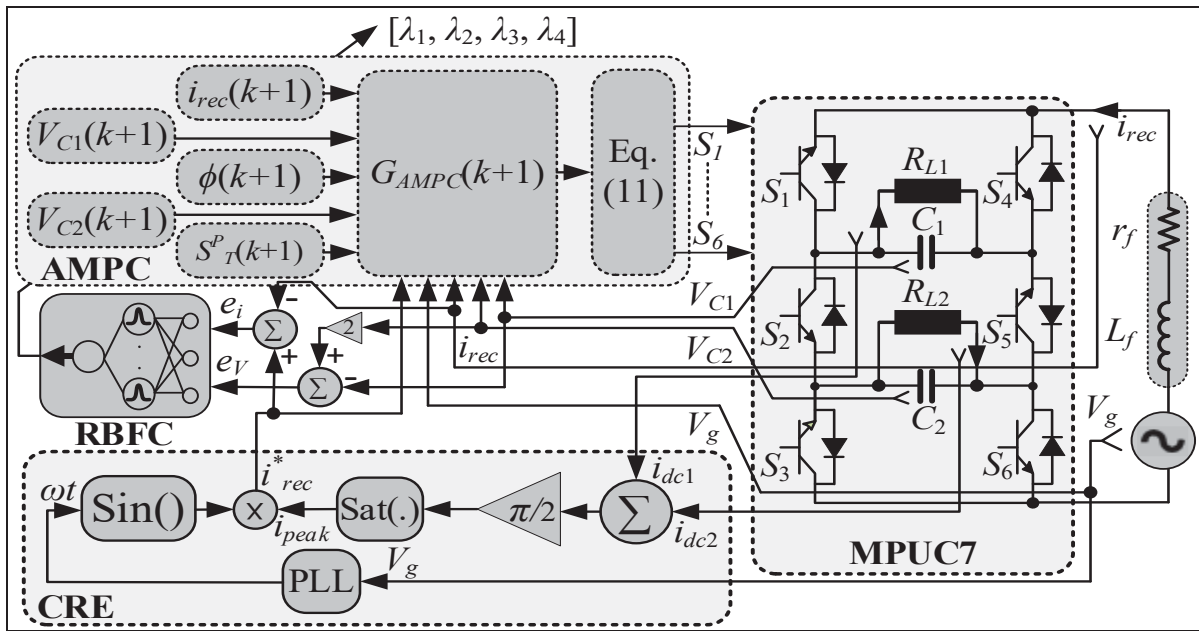 [λ1, λ2, λ3, λ4]
irec(k+1)
VC1(k+1)
ϕ(k+1)
VC2(k+1)
S^P_T(k+1)
AMPC
GAMPC(k+1)
Eq.
(11)
S1
S6
irec
S1
RL1
S4
C1
rf
VC1
S2
RL2
S5
Lf
VC2
C2
Vg
S3
S6
MPUC7
ei
-
Σ
+
2
+
irec
eV
Σ
-
RBFC
Vg
i*rec
ωt
Sin()
×
ipeak
Sat(.)
π/2
Σ
idc1
idc2
PLL
Vg
CRE